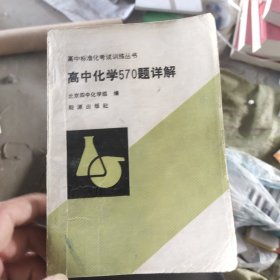 高中标准化考试训练丛书
高中化学570题详解
北京四中化学组 编
能源出版社